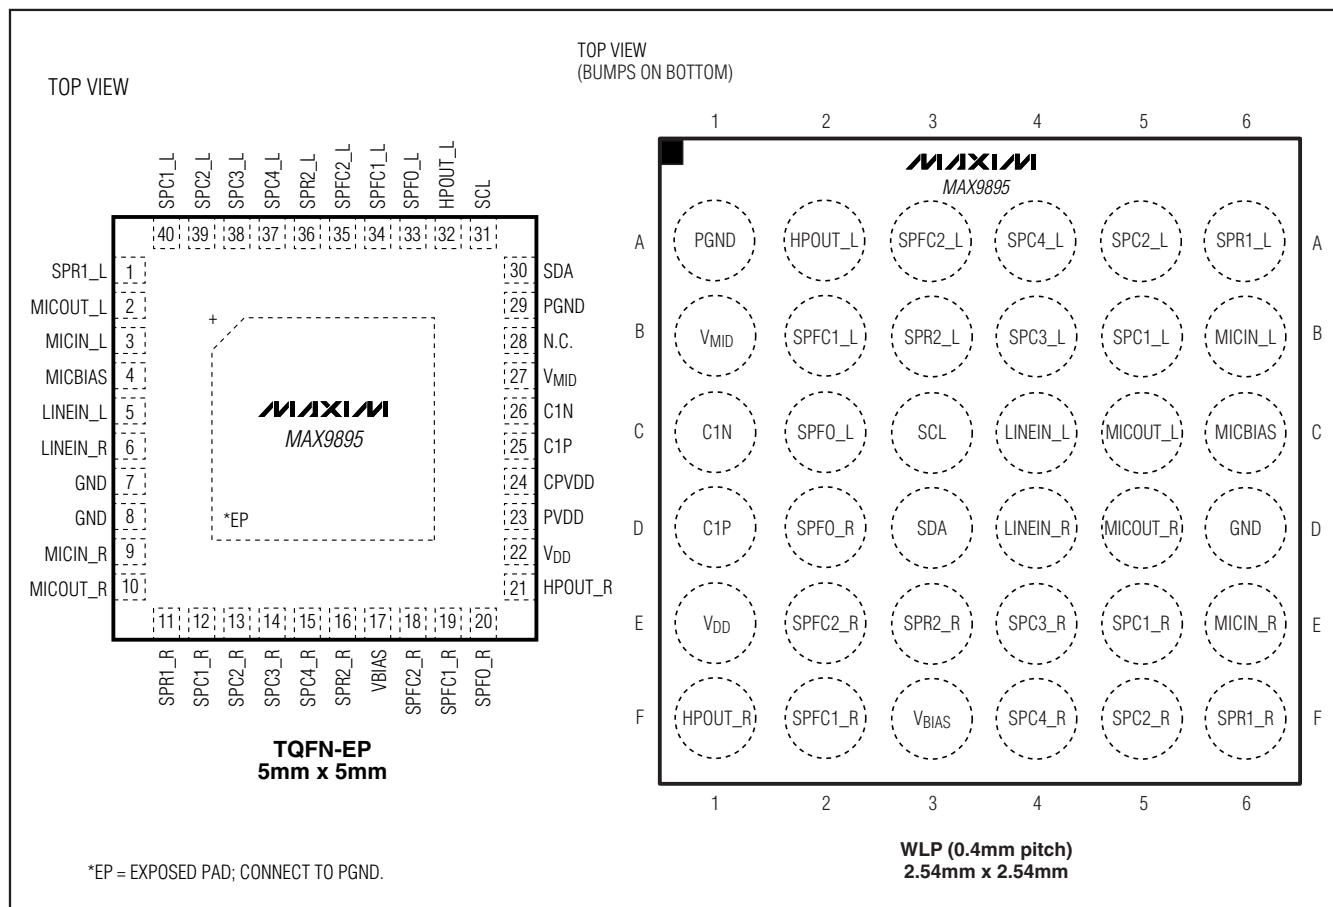 TOP VIEW
TOP VIEW
(BUMPS ON BOTTOM)
SPC1_L SPC2_L SPC3_L SPC4_L SPR2_L SPFC2_L SPFC1_L SPFO_L HPOUT_L SCL
40 39 38 37 36 35 34 33 32 31
SPR1_L 1
MICOUT_L 2
MICIN_L 3
MICBIAS 4
LINEIN_L 5
LINEIN_R 6
GND 7
GND 8
MICIN_R 9
MICOUT_R 10
30 SDA
29 PGND
28 N.C.
27 VMID
26 C1N
25 C1P
24 CPVDD
23 PVDD
22 VDD
21 HPOUT_R
+
MAXIM
MAX9895
*EP
11 12 13 14 15 16 17 18 19 20
SPR1_R SPC1_R SPC2_R SPC3_R SPC4_R SPR2_R VBIAS SPFC2_R SPFC1_R SPFO_R
TQFN-EP
5mm x 5mm
*EP = EXPOSED PAD; CONNECT TO PGND.
1 2 3 4 5 6
MAXIM
MAX9895
A PGND HPOUT_L SPFC2_L SPC4_L SPC2_L SPR1_L A
B VMID SPFC1_L SPR2_L SPC3_L SPC1_L MICIN_L B
C C1N SPFO_L SCL LINEIN_L MICOUT_L MICBIAS C
D C1P SPFO_R SDA LINEIN_R MICOUT_R GND D
E VDD SPFC2_R SPR2_R SPC3_R SPC1_R MICIN_R E
F HPOUT_R SPFC1_R VBIAS SPC4_R SPC2_R SPR1_R F
1 2 3 4 5 6
WLP (0.4mm pitch)
2.54mm x 2.54mm